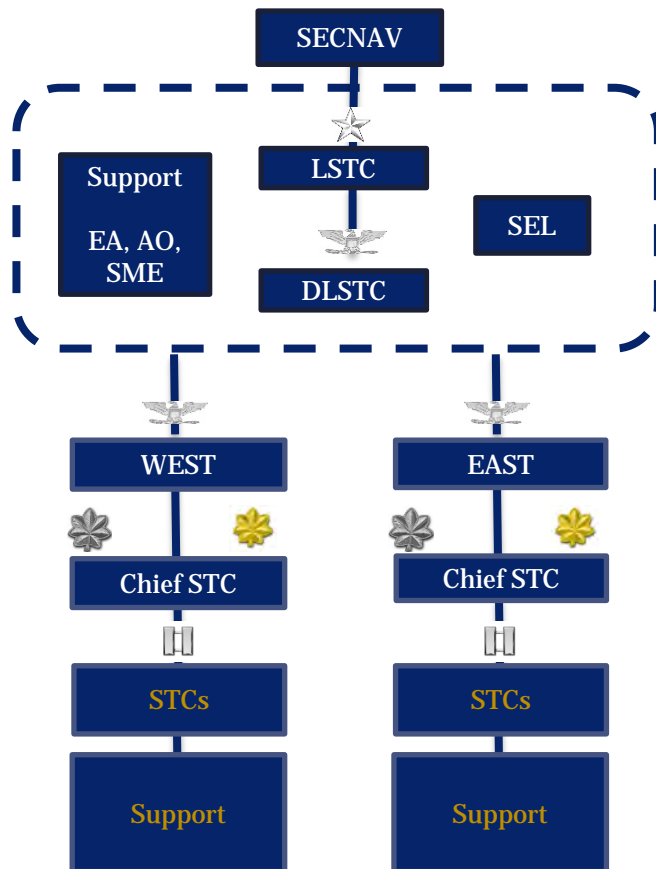 SECNAV
LSTC
Support
EA, AO,
SME
SEL
DLSTC
WEST
EAST
Chief STC
Chief STC
STCs
STCs
Support
Support